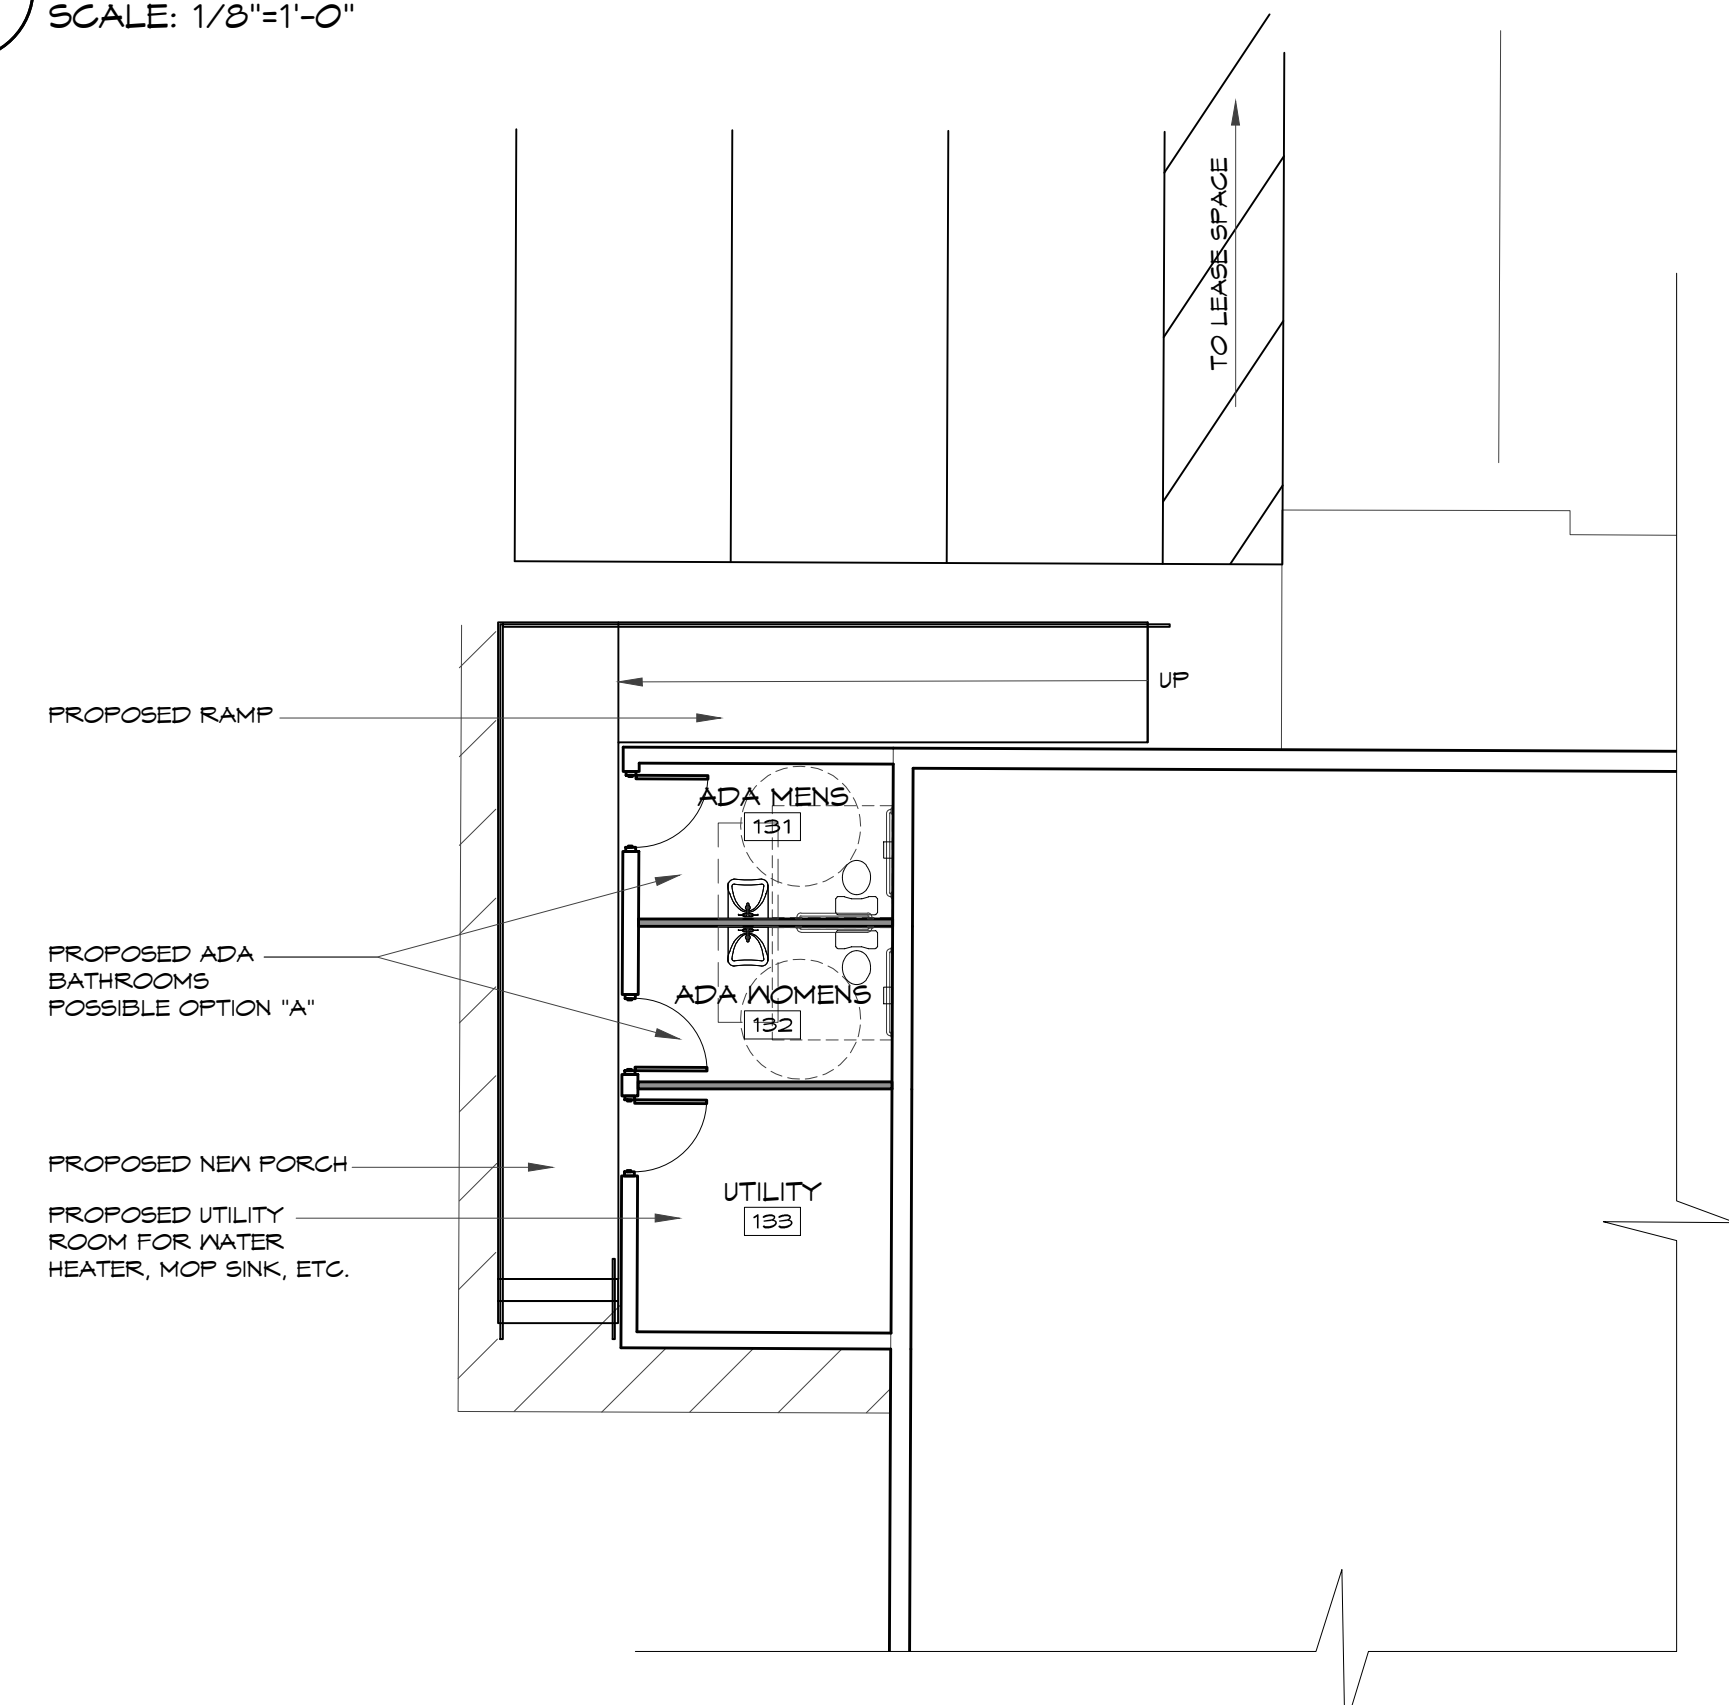 SCALE: 1/8"=1'-0"
TO LEASE SPACE
UP
PROPOSED RAMP
ADA MENS
131
PROPOSED ADA
BATHROOMS
POSSIBLE OPTION "A"
ADA WOMENS
132
PROPOSED NEW PORCH
UTILITY
133
PROPOSED UTILITY
ROOM FOR WATER
HEATER, MOP SINK, ETC.